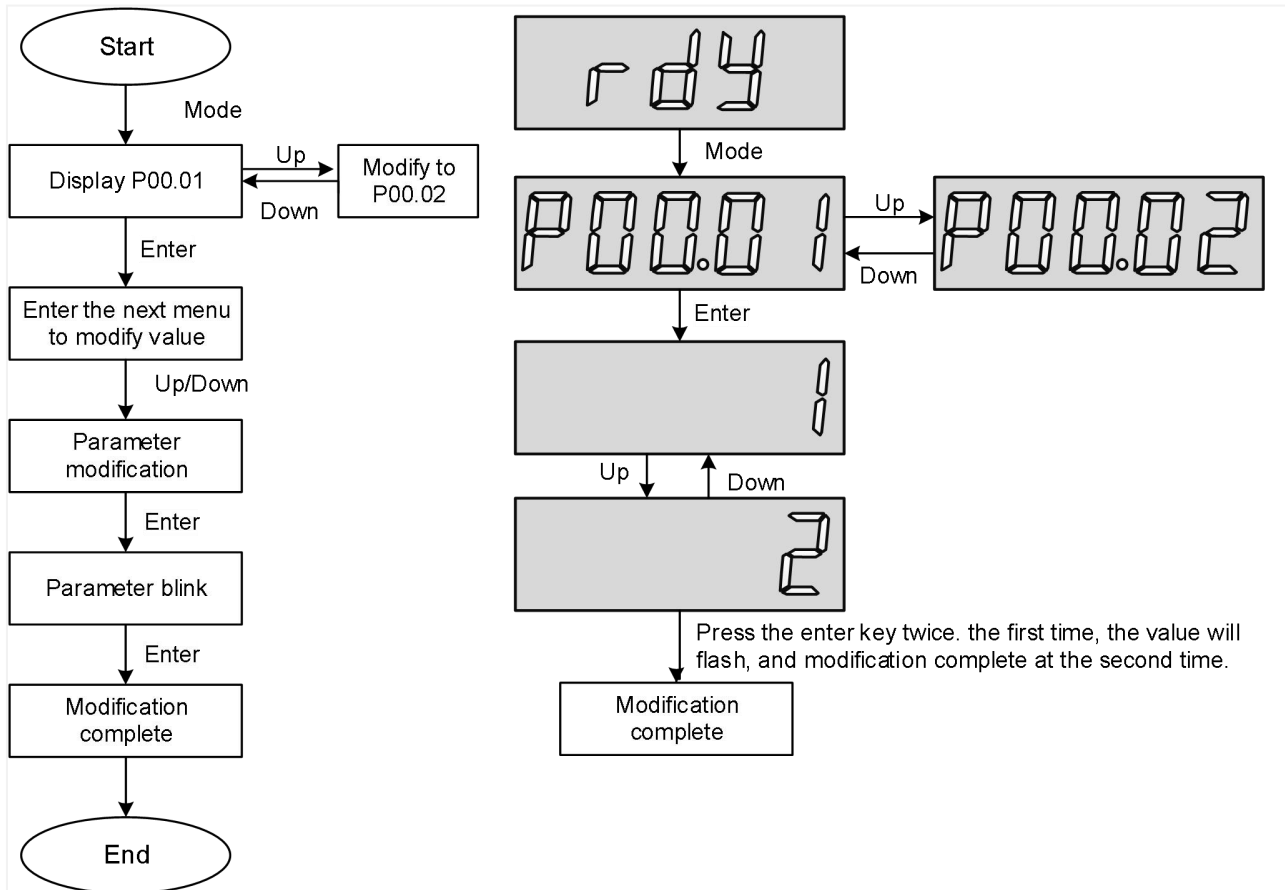 Start
Mode
Display P00.01
Up
Down
Modify to
P00.02
Enter
Enter the next menu
to modify value
Up/Down
Parameter
modification
Enter
Parameter blink
Enter
Modification
complete
End
rdy
Mode
P00.01
Up
Down
P00.02
Enter
1
Up
Down
2
Press the enter key twice. the first time, the value will
flash, and modification complete at the second time.
Modification
complete